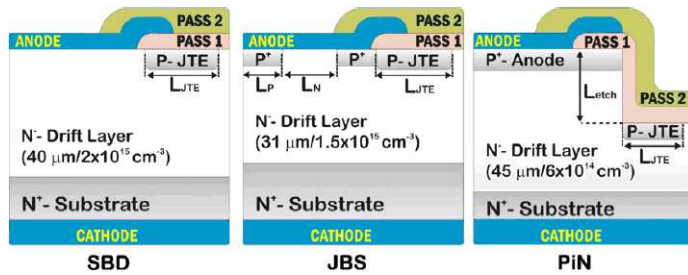 PASS 2
ANODE
PASS 1
P- JTE
LJTE
N⁻- Drift Layer
(40 μm/2x10¹⁵ cm⁻³)
N⁺- Substrate
CATHODE
SBD
PASS 2
ANODE
PASS 1
P⁺
P⁺
P- JTE
LP
LN
LJTE
N⁻- Drift Layer
(31 μm/1.5x10¹⁵ cm⁻³)
N⁺- Substrate
CATHODE
JBS
ANODE
PASS 1
P⁺- Anode
Letch
PASS 2
P- JTE
LJTE
N⁻- Drift Layer
(45 μm/6x10¹⁴ cm⁻³)
N⁺- Substrate
CATHODE
PiN